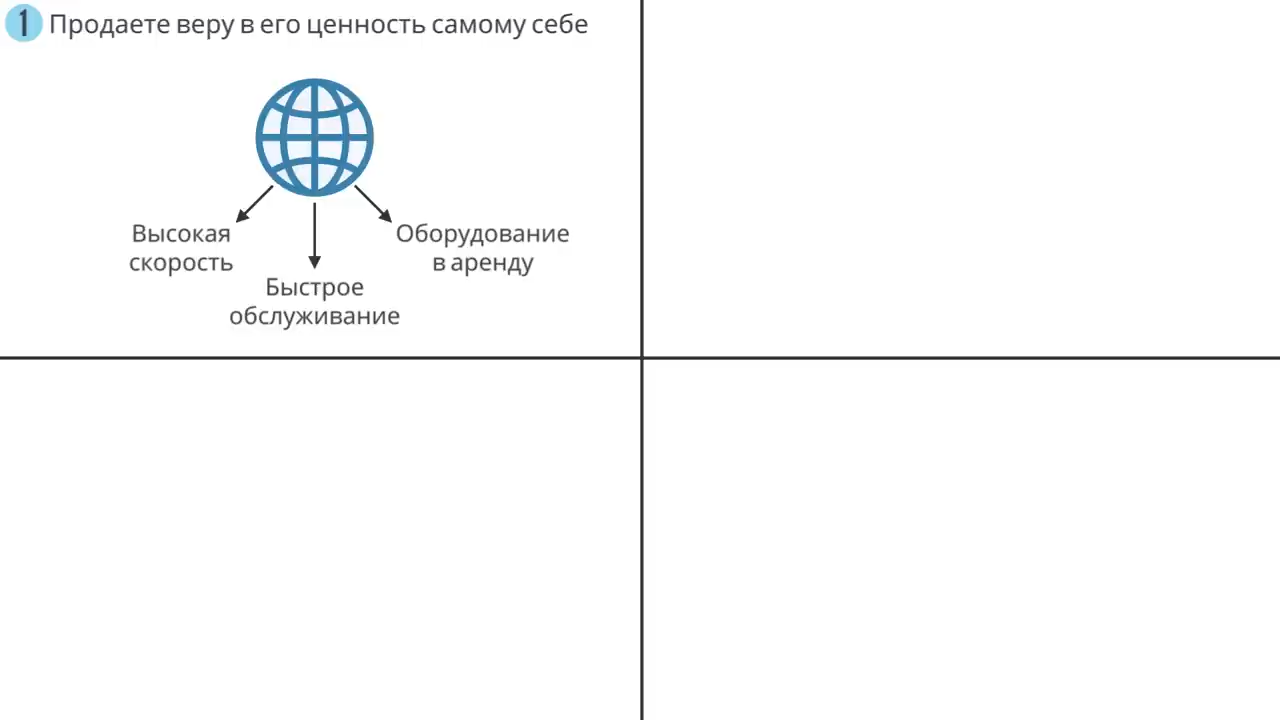 1 Продаете веру в его ценность самому себе
Высокая
скорость
Быстрое
обслуживание
Оборудование
в аренду